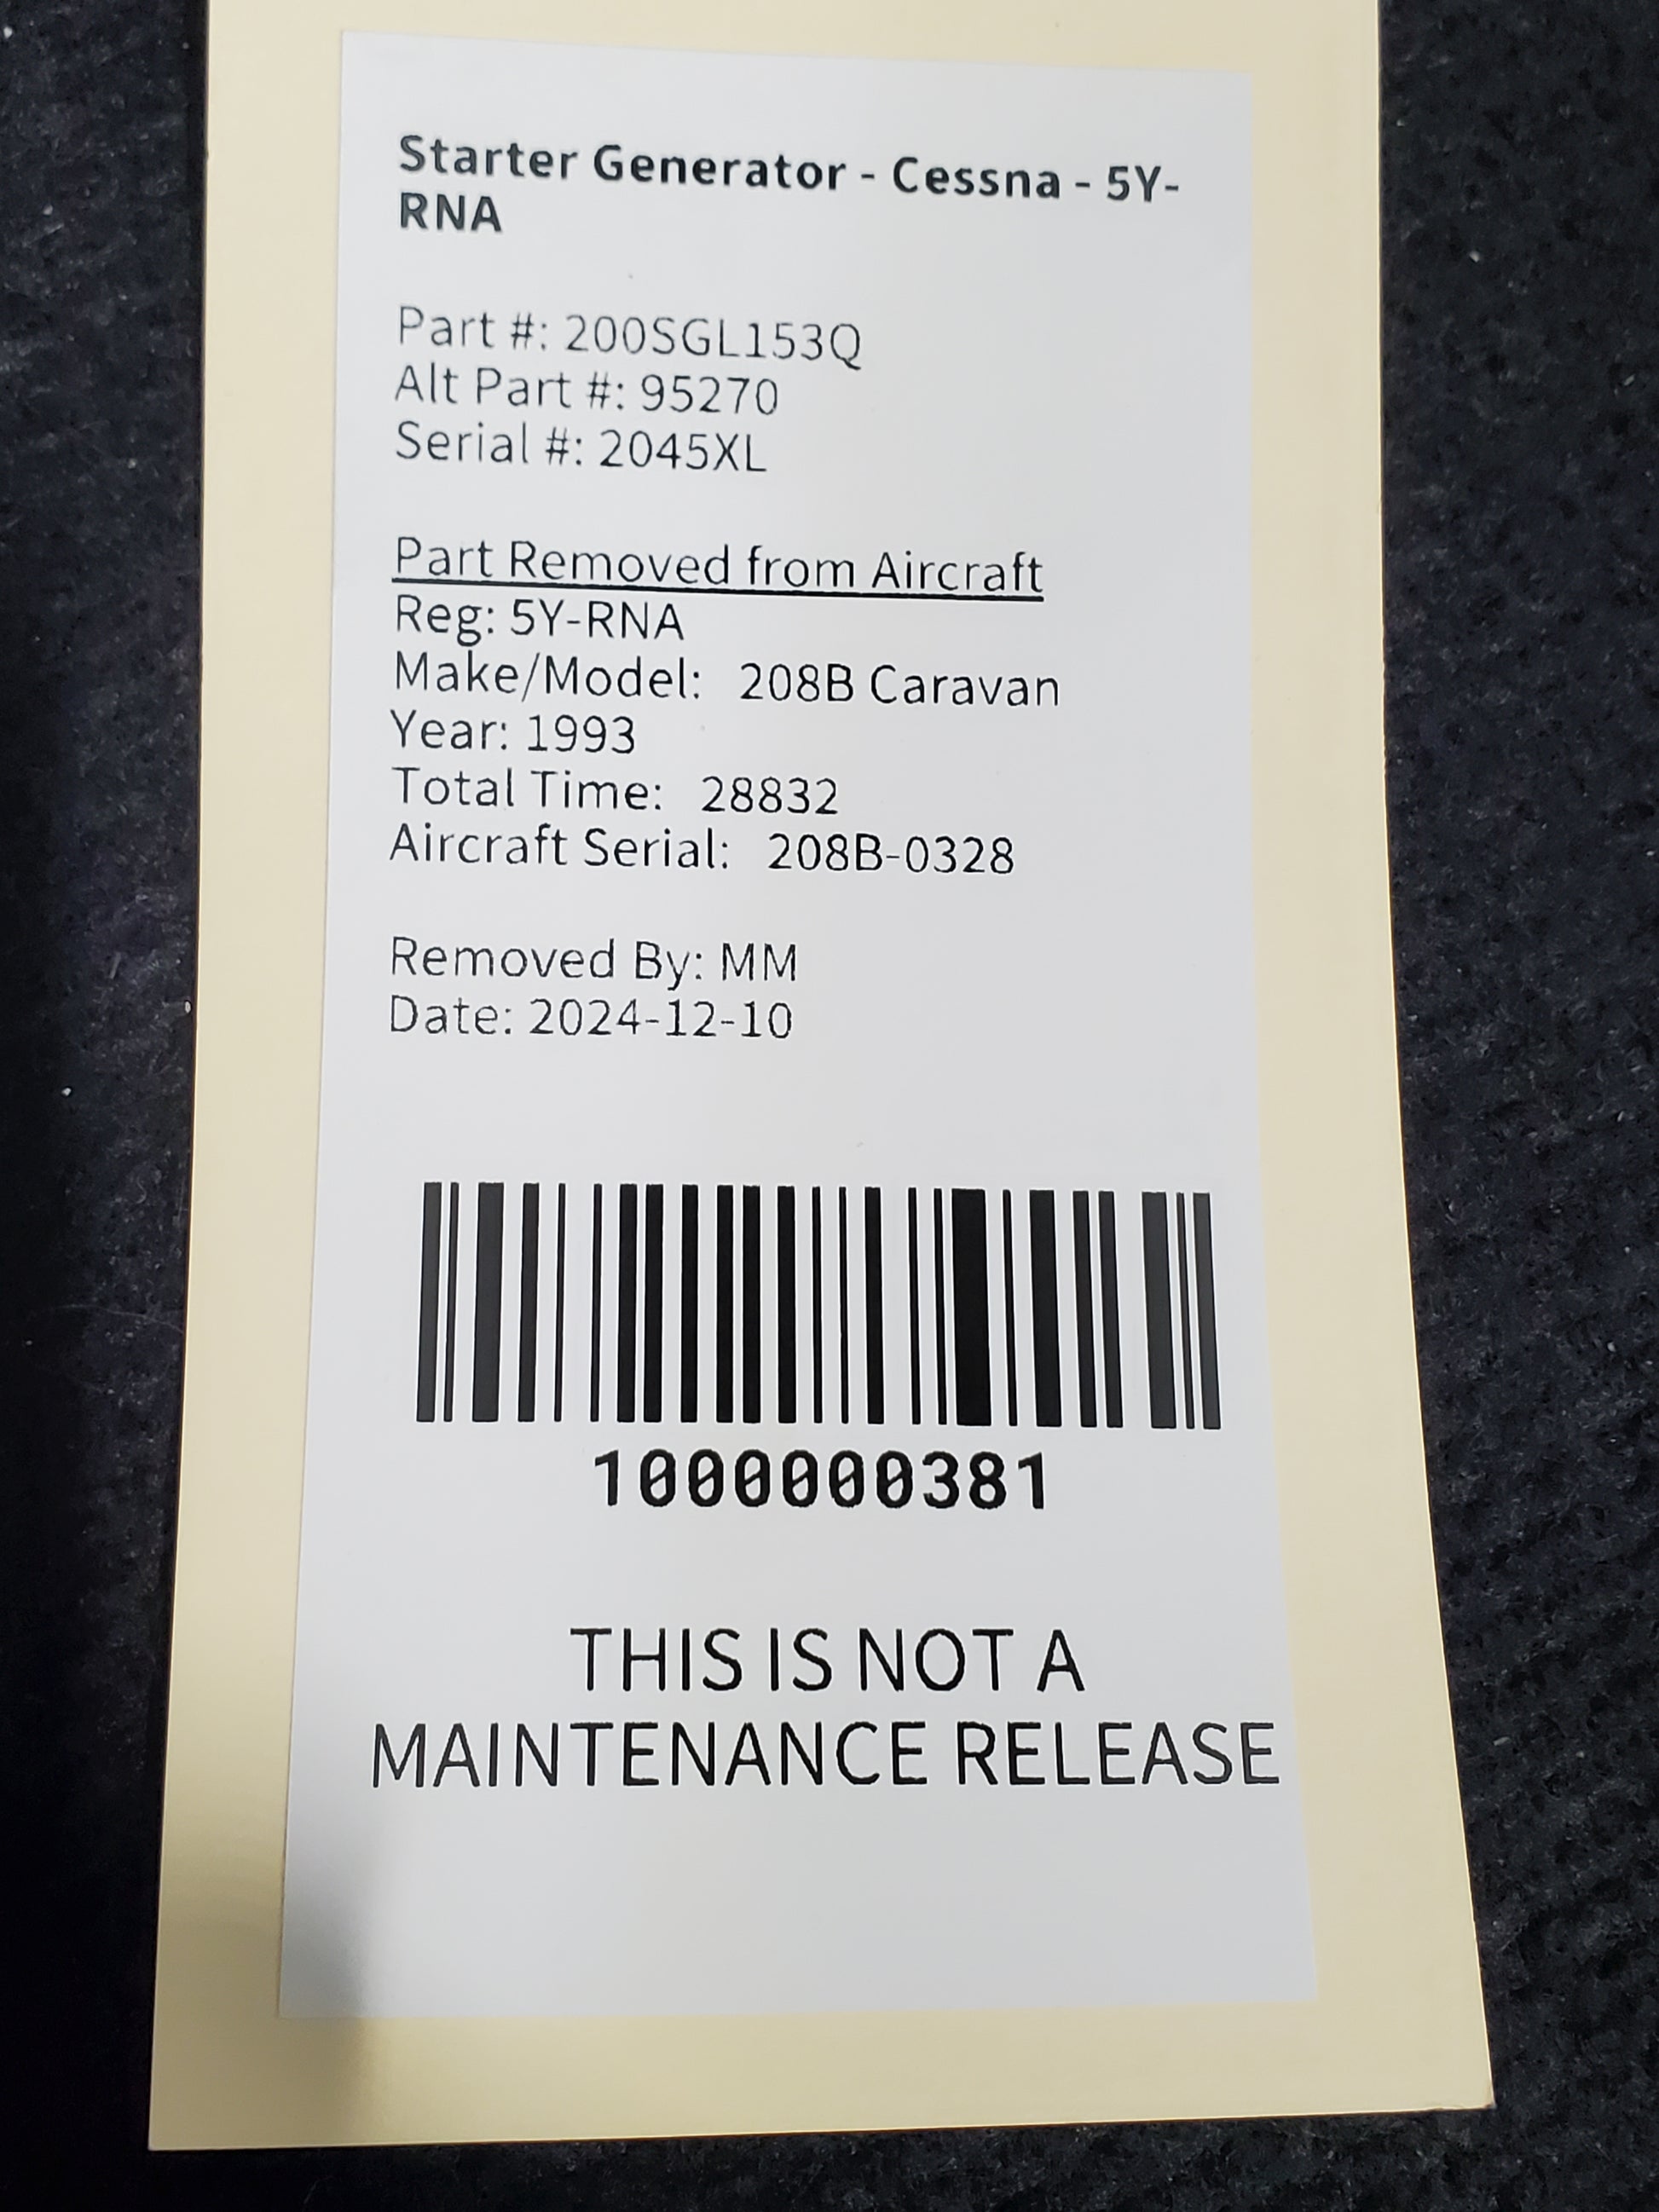 Starter Generator - Cessna - 5Y-
RNA
Part #: 200SGL153Q
Alt Part #: 95270
Serial #: 2045XL
Part Removed from Aircraft
Reg: 5Y-RNA
Make/Model: 208B Caravan
Year: 1993
Total Time: 28832
Aircraft Serial: 208B-0328
Removed By: MM
Date: 2024-12-10
1000000381
THIS IS NOT A
MAINTENANCE RELEASE